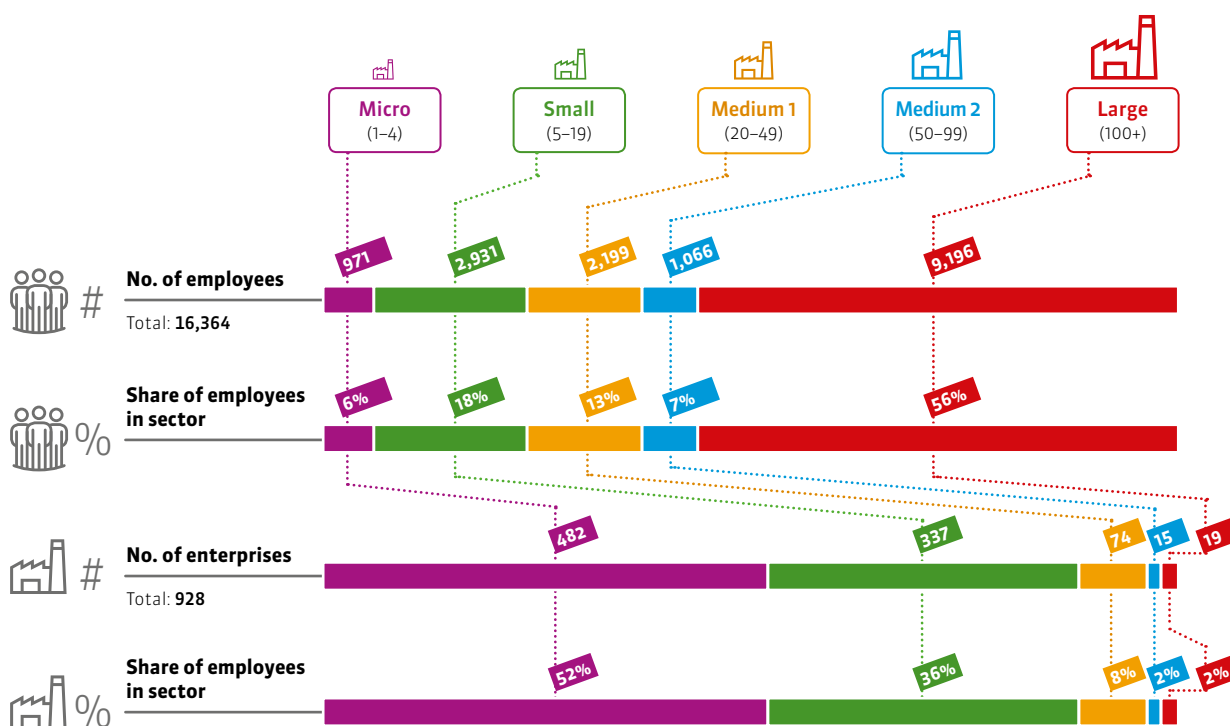 Micro
(1–4)
Small
(5–19)
Medium 1
(20–49)
Medium 2
(50–99)
Large
(100+)
# No. of employees
Total: 16,364
971
2,931
2,199
1,066
9,196
% Share of employees
in sector
6%
18%
13%
7%
56%
# No. of enterprises
Total: 928
482
337
74
15
19
% Share of employees
in sector
52%
36%
8%
2%
2%